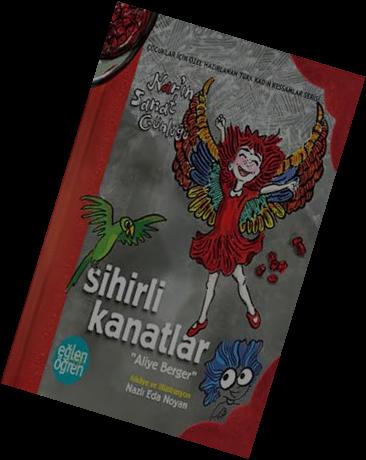 ÇOCUKLAR İÇİN ÖZEL HAZIRLANAN TÜRK KADIN RESSAMLAR SERİSİ
Nar'ın
Sanat
Günlüğü
sihirli
kanatlar
"Aliye Berger"
eğlen
öğren
hikâye ve illüstrasyon
Nazlı Eda Noyan